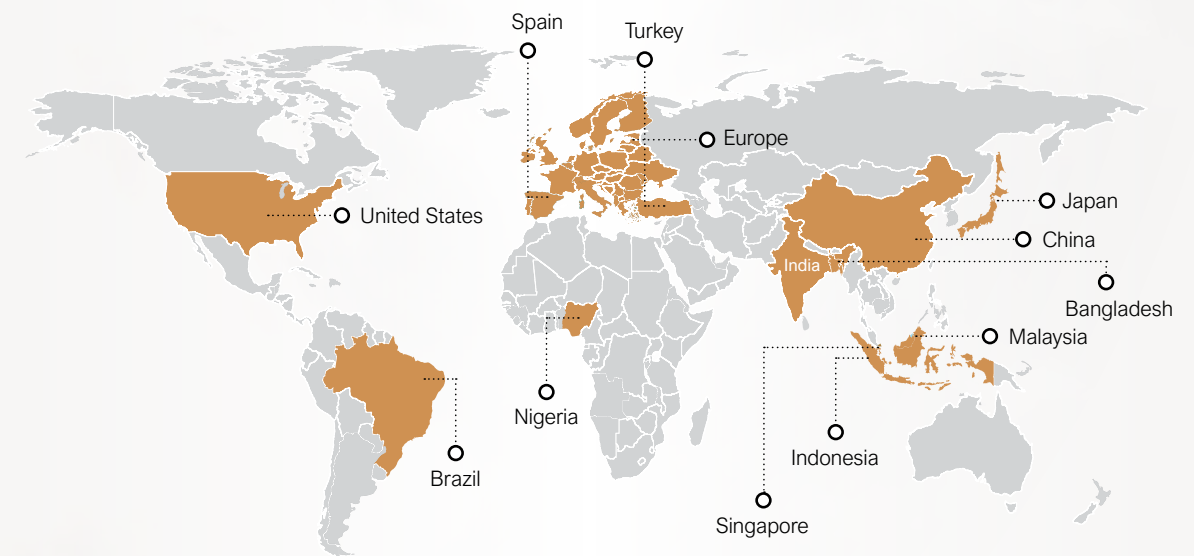 Spain
Turkey
Europe
Japan
United States
China
India
Bangladesh
Malaysia
Nigeria
Indonesia
Brazil
Singapore